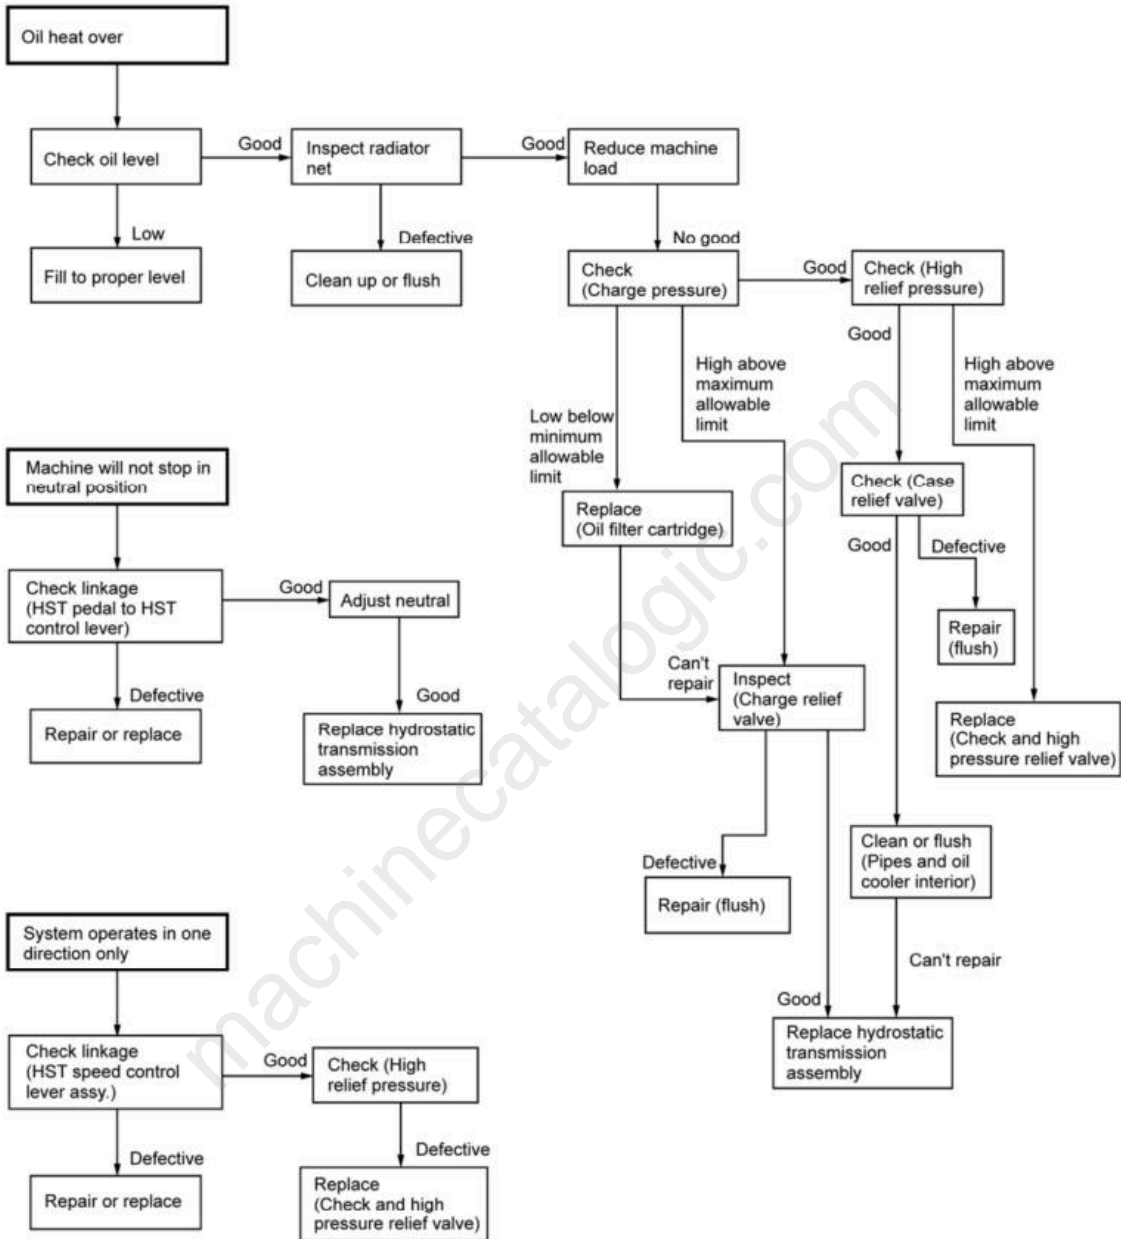 Oil heat over
Check oil level
Good
Inspect radiator
net
Good
Reduce machine
load
Low
Fill to proper level
Defective
Clean up or flush
No good
Check
(Charge pressure)
Good
Check (High
relief pressure)
Good
High above
maximum
allowable
limit
High above
maximum
allowable
limit
Low below
minimum
allowable
limit
Replace
(Oil filter cartridge)
Check (Case
relief valve)
Good
Defective
Repair
(flush)
Can't
repair
Inspect
(Charge relief
valve)
Replace
(Check and high
pressure relief valve)
Defective
Repair (flush)
Clean or flush
(Pipes and oil
cooler interior)
Can't repair
Good
Replace hydrostatic
transmission
assembly
Machine will not stop in
neutral position
Check linkage
(HST pedal to HST
control lever)
Good
Adjust neutral
Defective
Repair or replace
Good
Replace hydrostatic
transmission
assembly
System operates in one
direction only
Check linkage
(HST speed control
lever assy.)
Good
Check (High
relief pressure)
Defective
Repair or replace
Defective
Replace
(Check and high
pressure relief valve)
machinecatalogic.com